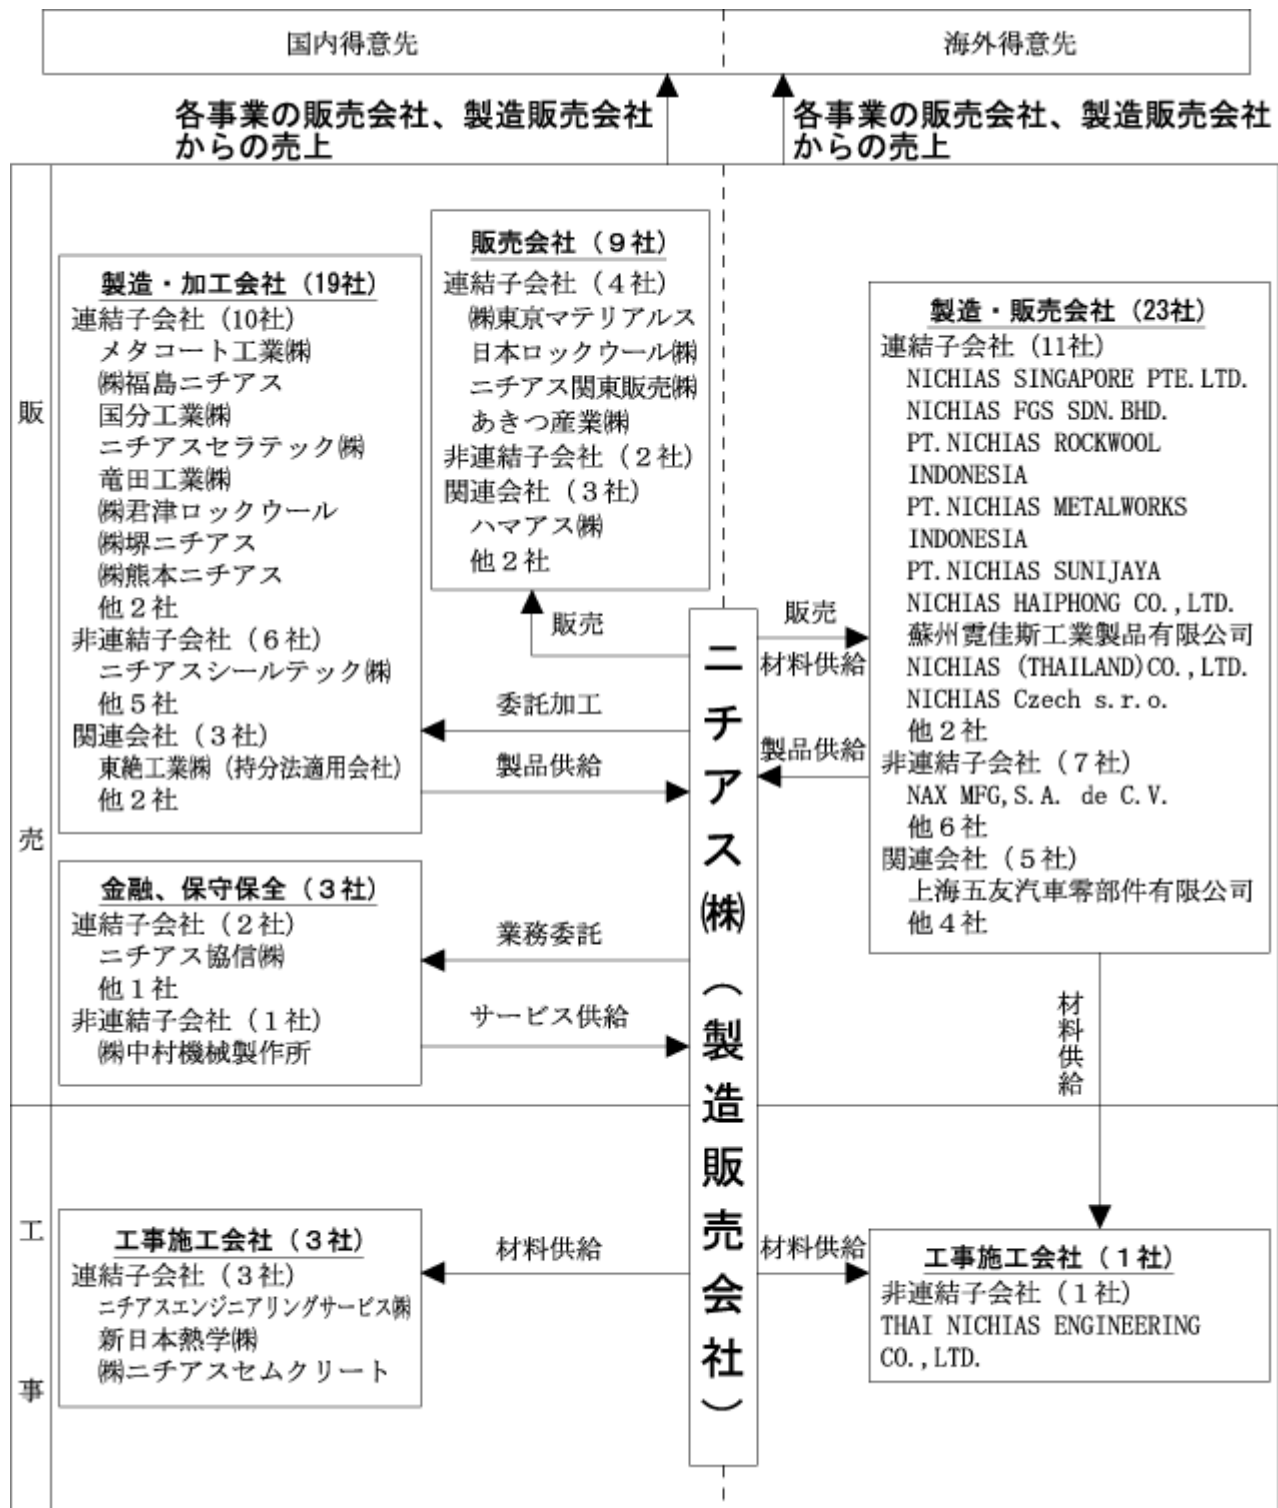 国内得意先
海外得意先
各事業の販売会社、製造販売会社
からの売上
各事業の販売会社、製造販売会社
からの売上
販
売
製造・加工会社（19社）
連結子会社（10社）
メタコート工業㈱
㈱福島ニチアス
国分工業㈱
ニチアスセラテック㈱
竜田工業㈱
㈱君津ロックウール
㈱堺ニチアス
㈱熊本ニチアス
他２社
非連結子会社（６社）
ニチアスシールテック㈱
他５社
関連会社（３社）
東絶工業㈱（持分法適用会社）
他２社
販売会社（９社）
連結子会社（４社）
㈱東京マテリアルス
日本ロックウール㈱
ニチアス関東販売㈱
あきつ産業㈱
非連結子会社（２社）
関連会社（３社）
ハマアス㈱
他２社
製造・販売会社（23社）
連結子会社（11社）
NICHIAS SINGAPORE PTE.LTD.
NICHIAS FGS SDN.BHD.
PT.NICHIAS ROCKWOOL
INDONESIA
PT.NICHIAS METALWORKS
INDONESIA
PT.NICHIAS SUNIJAYA
NICHIAS HAIPHONG CO.,LTD.
蘇州霓佳斯工業製品有限公司
NICHIAS (THAILAND)CO.,LTD.
NICHIAS Czech s.r.o.
他２社
非連結子会社（７社）
NAX MFG,S.A. de C.V.
他６社
関連会社（５社）
上海五友汽車零部件有限公司
他４社
販売
委託加工
製品供給
販売
材料供給
製品供給
ニチアス㈱（製造販売会社）
金融、保守保全（３社）
連結子会社（２社）
ニチアス協信㈱
他１社
非連結子会社（１社）
㈱中村機械製作所
業務委託
サービス供給
材料供給
工
事
工事施工会社（３社）
連結子会社（３社）
ニチアスエンジニアリングサービス㈱
新日本熱学㈱
㈱ニチアスセムクリート
材料供給
材料供給
工事施工会社（１社）
非連結子会社（１社）
THAI NICHIAS ENGINEERING
CO.,LTD.